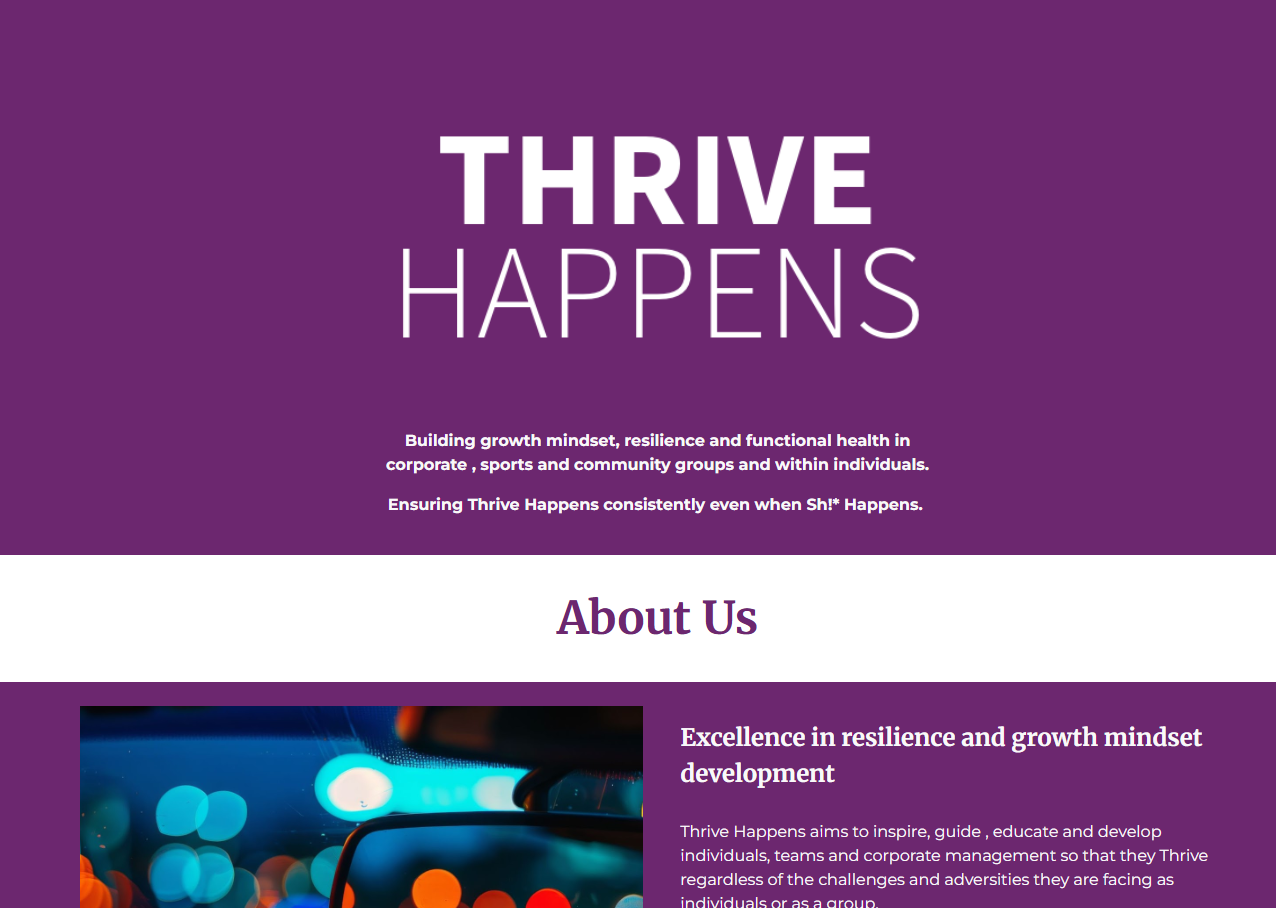 THRIVE
HAPPENS
Building growth mindset, resilience and functional health in
corporate , sports and community groups and within individuals.
Ensuring Thrive Happens consistently even when Sh!* Happens.
About Us
Excellence in resilience and growth mindset
development
Thrive Happens aims to inspire, guide , educate and develop
individuals, teams and corporate management so that they Thrive
regardless of the challenges and adversities they are facing as
individuals or as a group.